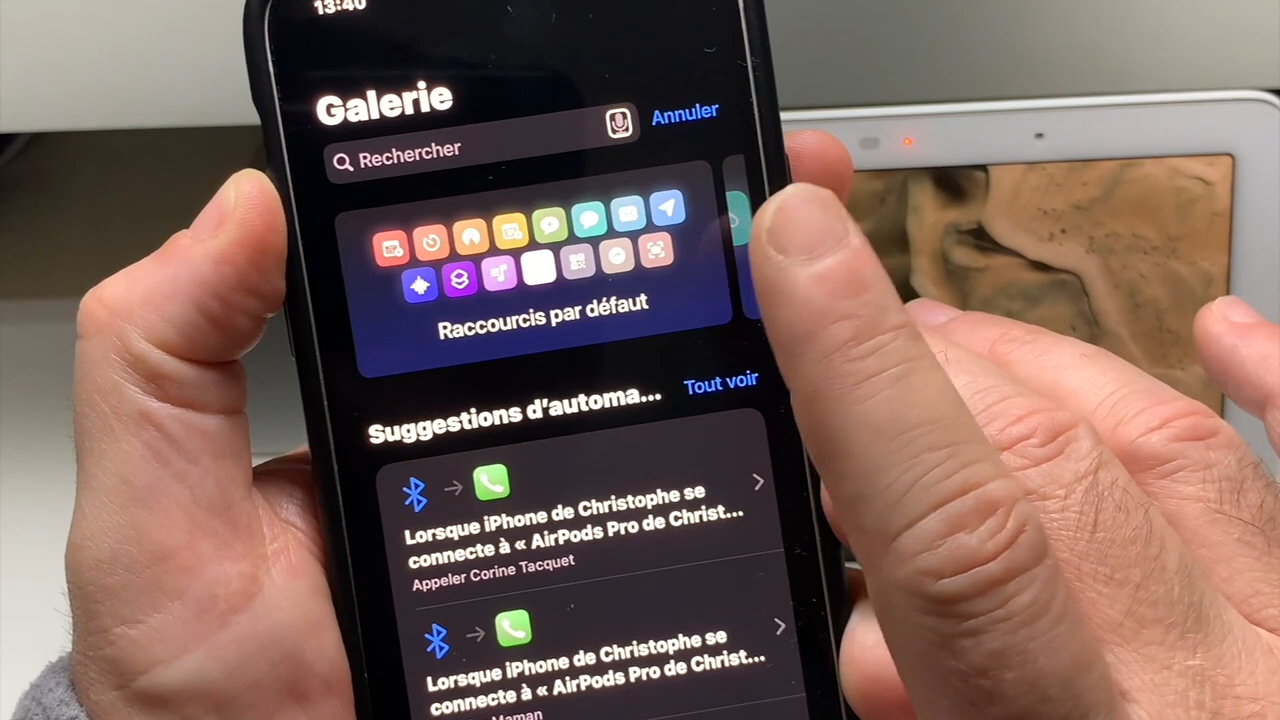 13:40
Galerie
Rechercher
Annuler
Raccourcis par défaut
Suggestions d'automa...
Tout voir
Lorsque iPhone de Christophe se
connecte à « AirPods Pro de Christ...
Appeler Corine Tacquet
Lorsque iPhone de Christophe se
connecte à « AirPods Pro de Christ...
Maman